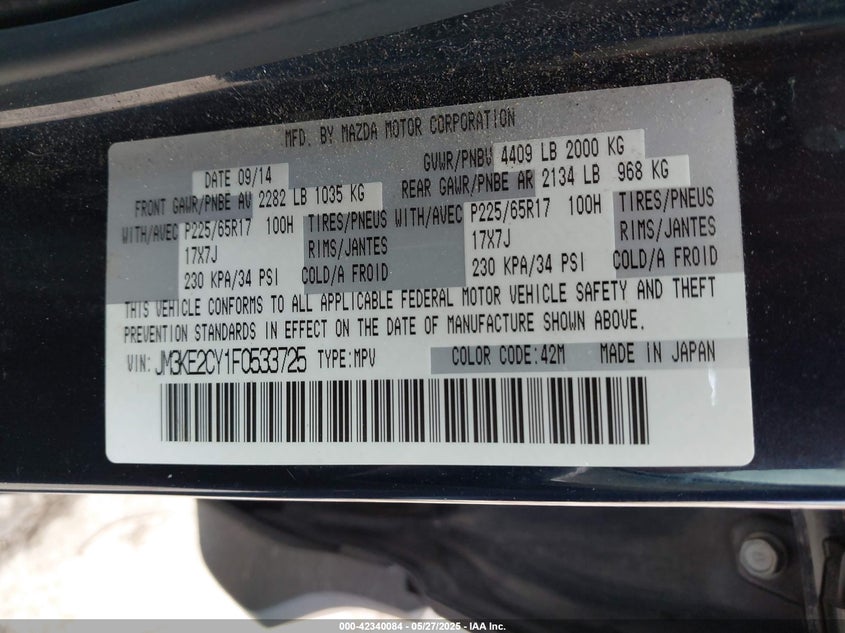 MFD. BY MAZDA MOTOR CORPORATION
DATE 09/14 GVWR/PNBV 4409 LB 2000 KG
FRONT GAWR/PNBE AV 2282 LB 1035 KG REAR GAWR/PNBE AR 2134 LB 968 KG
WITH/AVEC P225/65R17 100H TIRES/PNEUS WITH/AVEC P225/65R17 100H TIRES/PNEUS
17X7J RIMS/JANTES 17X7J RIMS/JANTES
230 KPA/34 PSI COLD/A FROID 230 KPA/34 PSI COLD/A FROID
THIS VEHICLE CONFORMS TO ALL APPLICABLE FEDERAL MOTOR VEHICLE SAFETY AND THEFT
PREVENTION STANDARDS IN EFFECT ON THE DATE OF MANUFACTURE SHOWN ABOVE.
VIN: JM3KE2CY1F0533725 TYPE:MPV COLOR CODE:42M MADE IN JAPAN
000-42340084 - 05/27/2025 - IAA Inc.